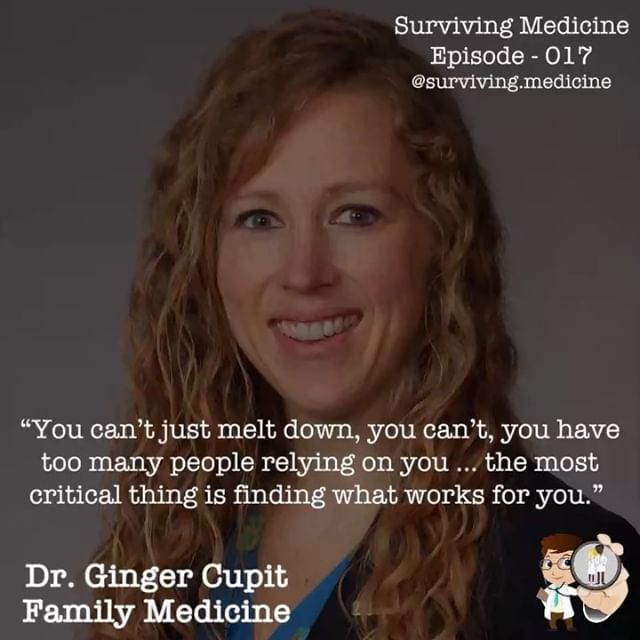 Surviving Medicine
Episode - 017
@surviving.medicine
“You can’t just melt down, you can’t, you have
too many people relying on you ... the most
critical thing is finding what works for you.”
Dr. Ginger Cupit
Family Medicine